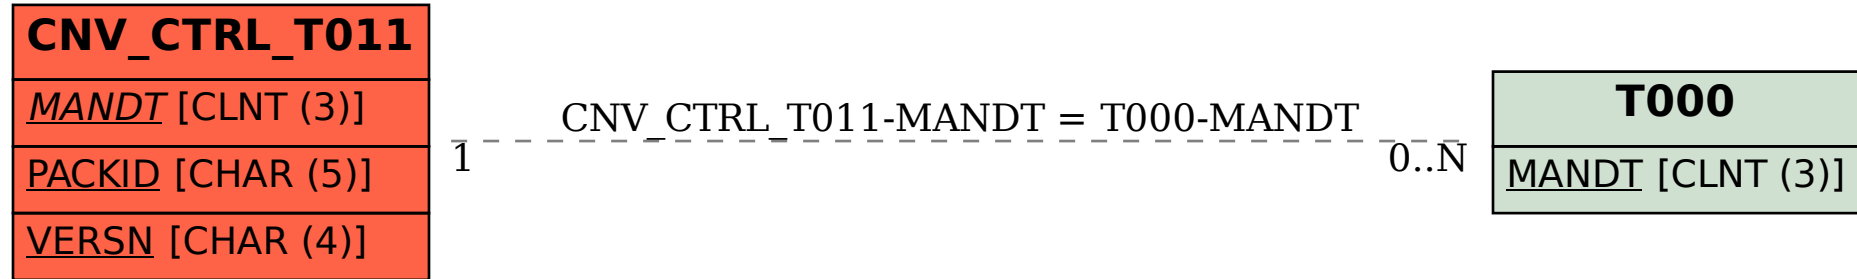 CNV_CTRL_T011
MANDT [CLNT (3)]
PACKID [CHAR (5)]
VERSN [CHAR (4)]
CNV_CTRL_T011-MANDT = T000-MANDT
1
0..N
T000
MANDT [CLNT (3)]